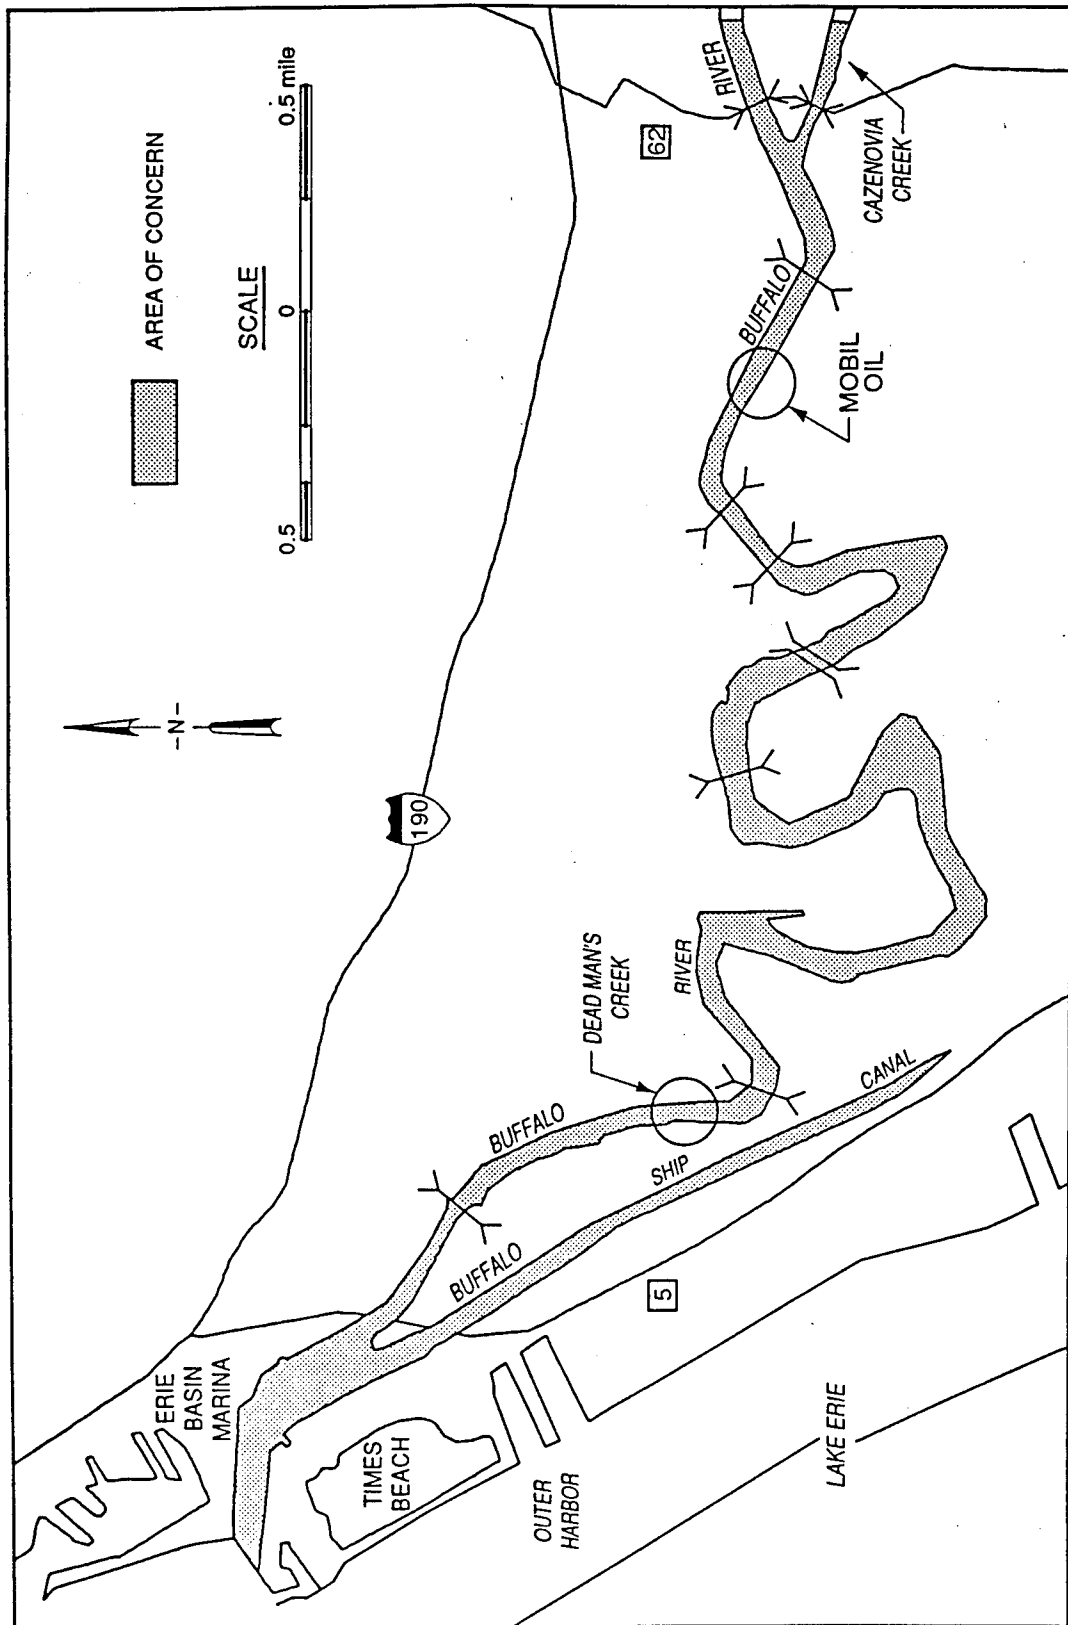 AREA OF CONCERN
SCALE
0.5
0
0.5 mile
-N-
190
62
5
RIVER
CAZENOVIA
CREEK
BUFFALO
MOBIL
OIL
DEAD MAN'S
CREEK
RIVER
BUFFALO
BUFFALO
SHIP
CANAL
ERIE
BASIN
MARINA
TIMES
BEACH
OUTER
HARBOR
LAKE ERIE